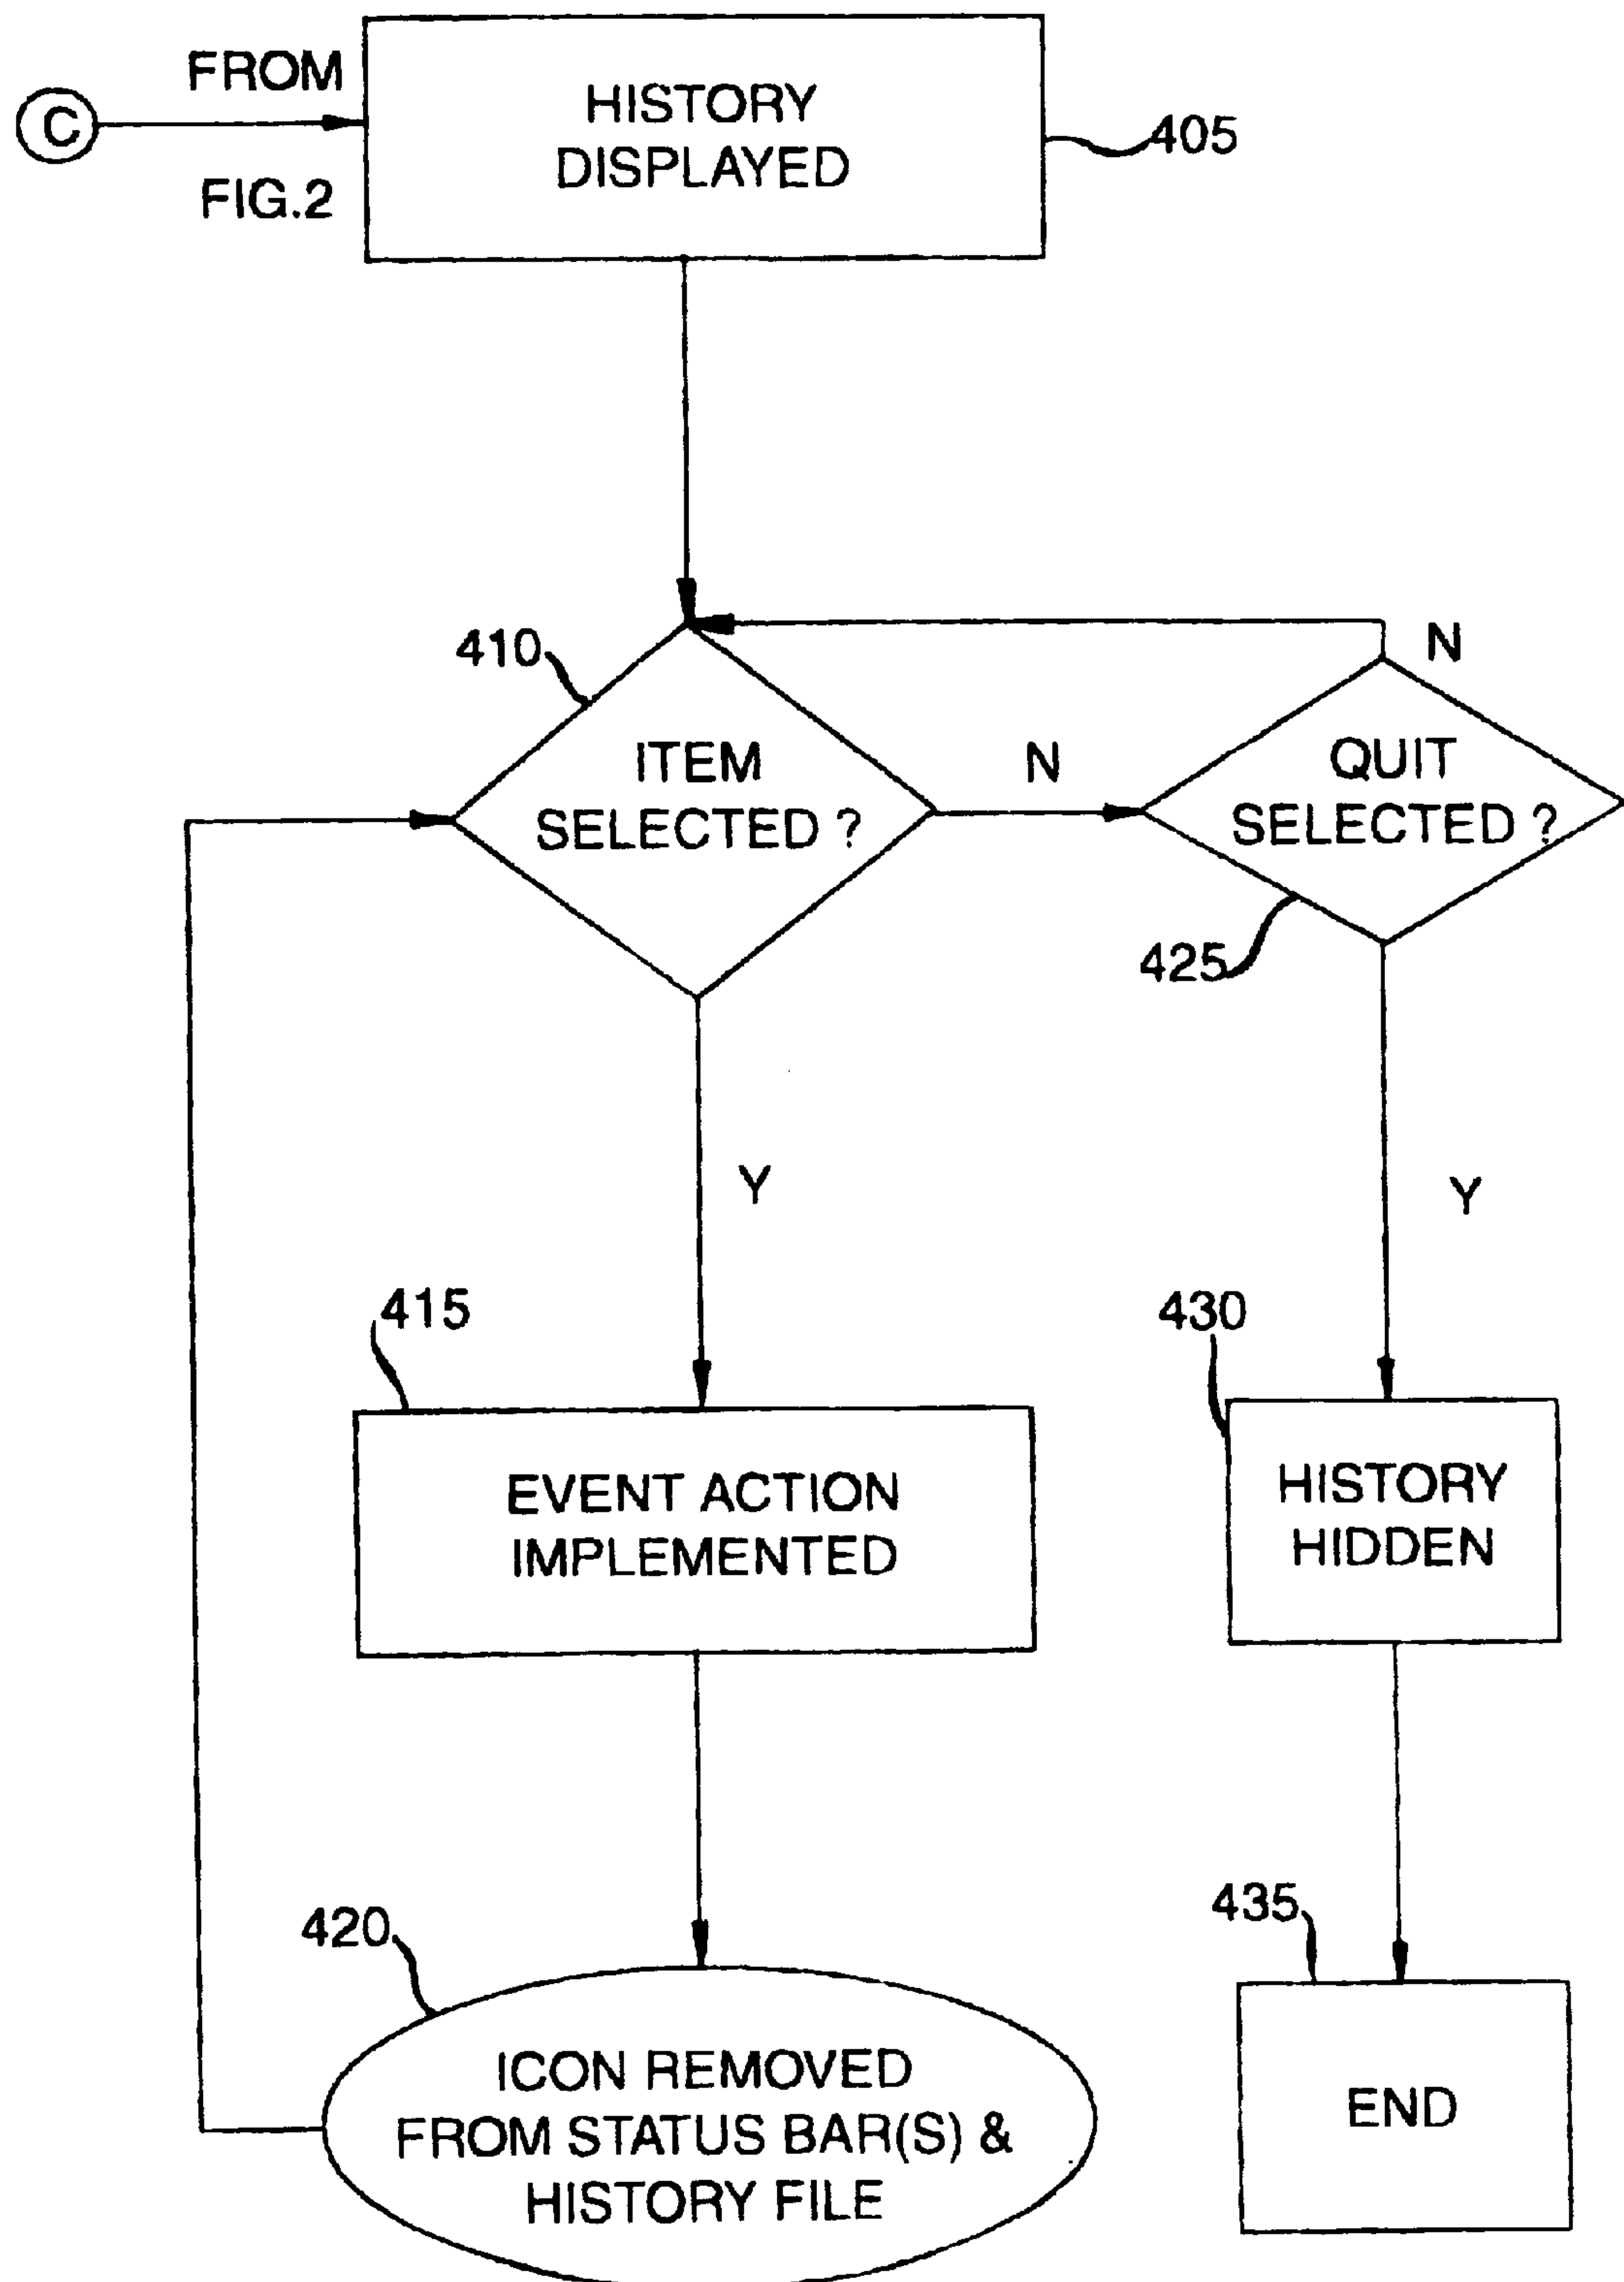 FROM
C
FIG.2
HISTORY
DISPLAYED
405
410
ITEM
SELECTED ?
N
N
QUIT
SELECTED ?
425
Y
Y
415
EVENT ACTION
IMPLEMENTED
430
HISTORY
HIDDEN
420
ICON REMOVED
FROM STATUS BAR(S) &
HISTORY FILE
435
END